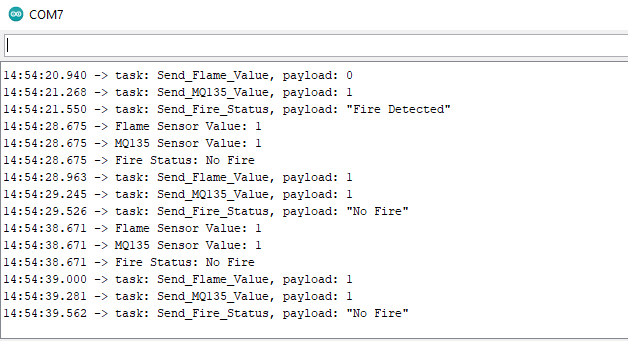 COM7
14:54:20.940 -> task: Send_Flame_Value, payload: 0
14:54:21.268 -> task: Send_MQ135_Value, payload: 1
14:54:21.550 -> task: Send_Fire_Status, payload: "Fire Detected"
14:54:28.675 -> Flame Sensor Value: 1
14:54:28.675 -> MQ135 Sensor Value: 1
14:54:28.675 -> Fire Status: No Fire
14:54:28.963 -> task: Send_Flame_Value, payload: 1
14:54:29.245 -> task: Send_MQ135_Value, payload: 1
14:54:29.526 -> task: Send_Fire_Status, payload: "No Fire"
14:54:38.671 -> Flame Sensor Value: 1
14:54:38.671 -> MQ135 Sensor Value: 1
14:54:38.671 -> Fire Status: No Fire
14:54:39.000 -> task: Send_Flame_Value, payload: 1
14:54:39.281 -> task: Send_MQ135_Value, payload: 1
14:54:39.562 -> task: Send_Fire_Status, payload: "No Fire"